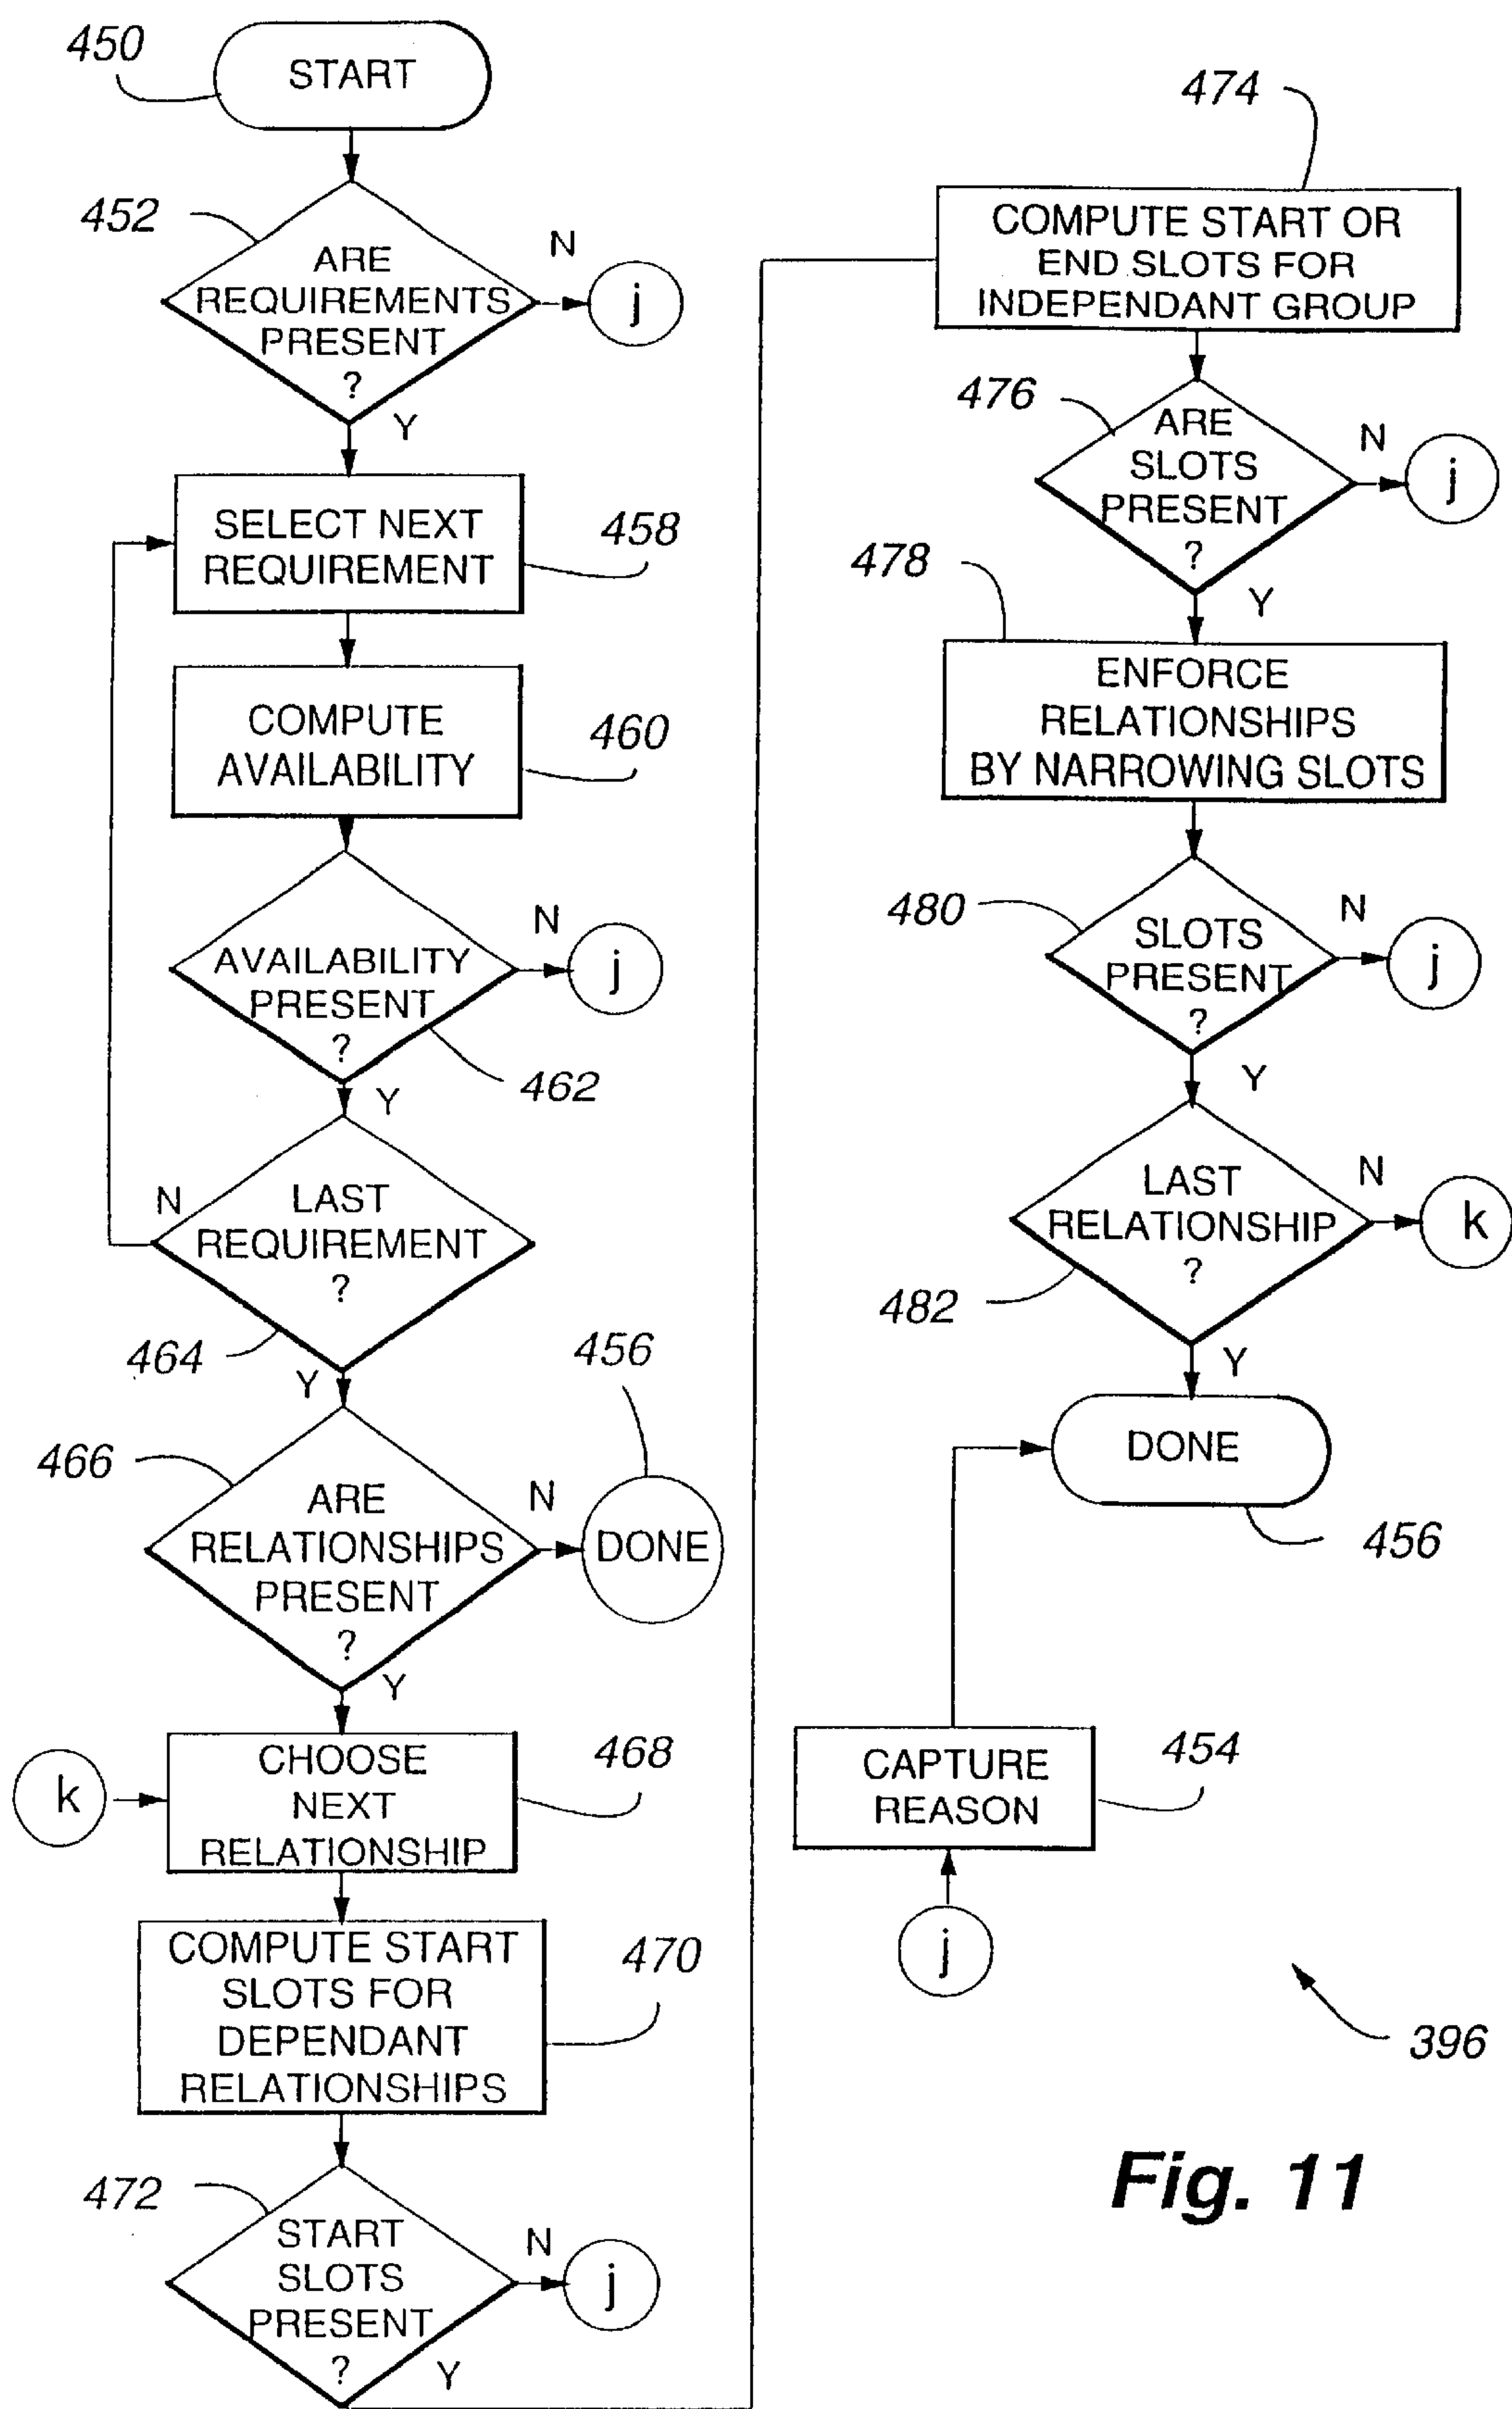 450
START
452
ARE
REQUIREMENTS
PRESENT
?
N
j
Y
SELECT NEXT
REQUIREMENT
458
COMPUTE
AVAILABILITY
460
AVAILABILITY
PRESENT
?
N
j
462
Y
LAST
REQUIREMENT
?
N
464
Y
456
466
ARE
RELATIONSHIPS
PRESENT
?
N
DONE
Y
k
CHOOSE
NEXT
RELATIONSHIP
468
COMPUTE START
SLOTS FOR
DEPENDANT
RELATIONSHIPS
470
472
START
SLOTS
PRESENT
?
N
j
Y
474
COMPUTE START OR
END SLOTS FOR
INDEPENDANT GROUP
476
ARE
SLOTS
PRESENT
?
N
j
Y
478
ENFORCE
RELATIONSHIPS
BY NARROWING SLOTS
480
SLOTS
PRESENT
?
N
j
Y
LAST
RELATIONSHIP
?
N
k
482
Y
DONE
456
CAPTURE
REASON
454
j
396
Fig. 11